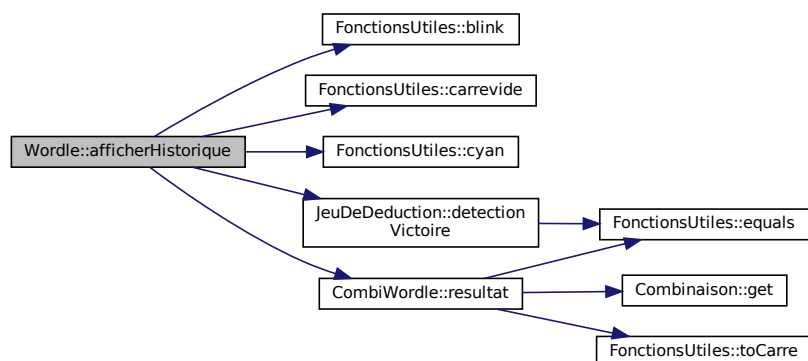 FonctionsUtiles::blink
FonctionsUtiles::carrevide
Wordle::afficherHistorique
FonctionsUtiles::cyan
JeuDeDeduction::detection
Victoire
FonctionsUtiles::equals
CombiWordle::resultat
Combinaison::get
FonctionsUtiles::toCarre